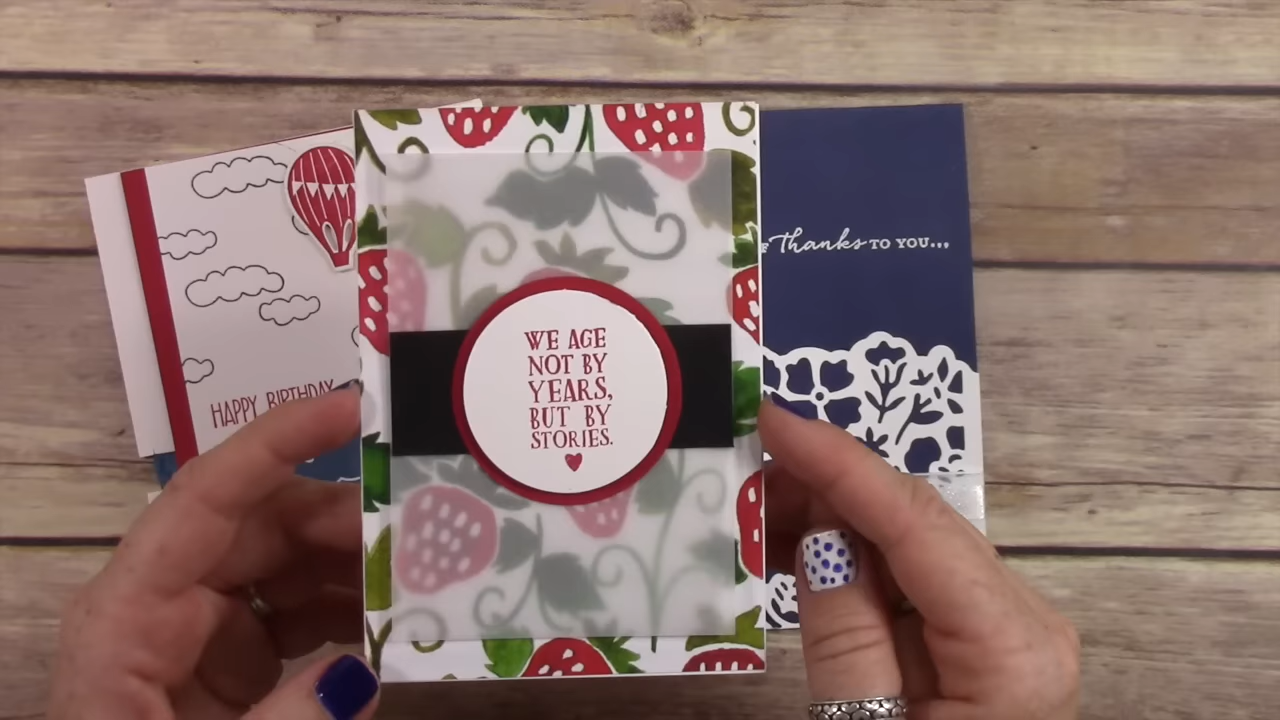 WE AGE
NOT BY
YEARS,
BUT BY
STORIES.
HAPPY BIRTHDAY
Thanks TO YOU...